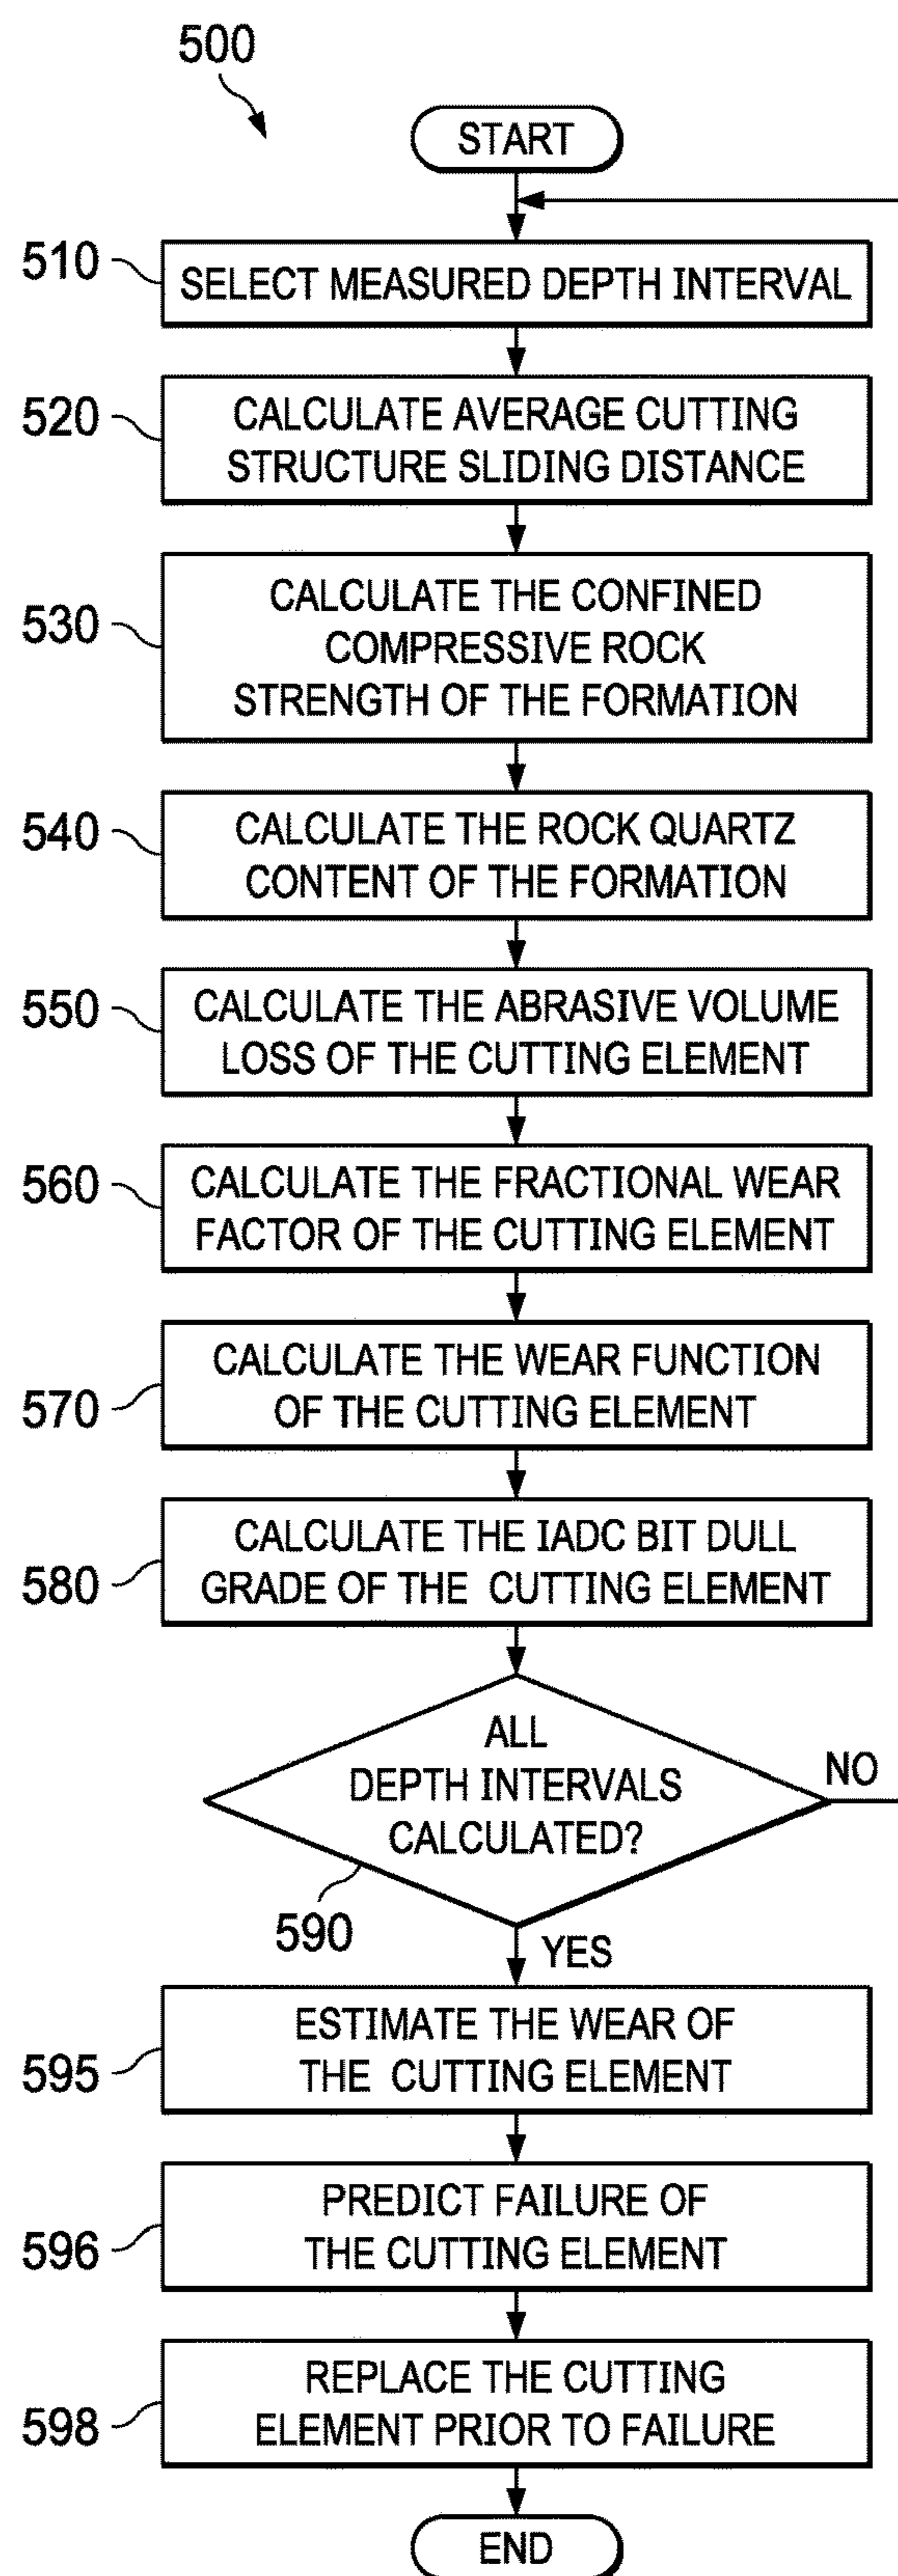 500
START
510
SELECT MEASURED DEPTH INTERVAL
520
CALCULATE AVERAGE CUTTING
STRUCTURE SLIDING DISTANCE
530
CALCULATE THE CONFINED
COMPRESSIVE ROCK
STRENGTH OF THE FORMATION
540
CALCULATE THE ROCK QUARTZ
CONTENT OF THE FORMATION
550
CALCULATE THE ABRASIVE VOLUME
LOSS OF THE CUTTING ELEMENT
560
CALCULATE THE FRACTIONAL WEAR
FACTOR OF THE CUTTING ELEMENT
570
CALCULATE THE WEAR FUNCTION
OF THE CUTTING ELEMENT
580
CALCULATE THE IADC BIT DULL
GRADE OF THE CUTTING ELEMENT
ALL
DEPTH INTERVALS
CALCULATED?
NO
590
YES
595
ESTIMATE THE WEAR OF
THE CUTTING ELEMENT
596
PREDICT FAILURE OF
THE CUTTING ELEMENT
598
REPLACE THE CUTTING
ELEMENT PRIOR TO FAILURE
END